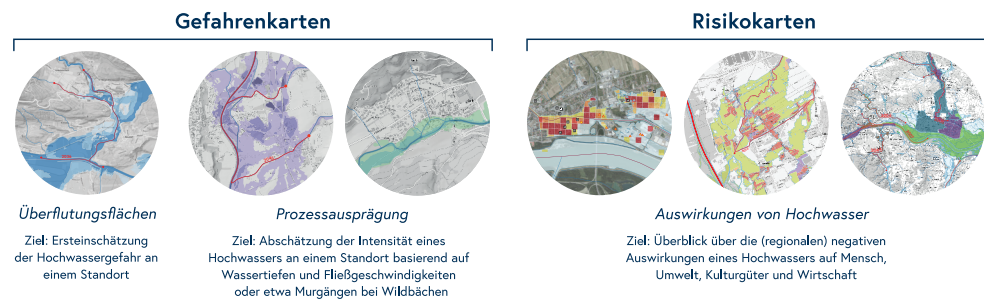 Gefahrenkarten
Risikokarten
Überflutungsflächen
Ziel: Ersteinschätzung
der Hochwassergefahr an
einem Standort
Prozessausprägung
Ziel: Abschätzung der Intensität eines
Hochwassers an einem Standort basierend auf
Wassertiefen und Fließgeschwindigkeiten
oder etwa Murgängen bei Wildbächen
Auswirkungen von Hochwasser
Ziel: Überblick über die (regionalen) negativen
Auswirkungen eines Hochwassers auf Mensch,
Umwelt, Kulturgüter und Wirtschaft